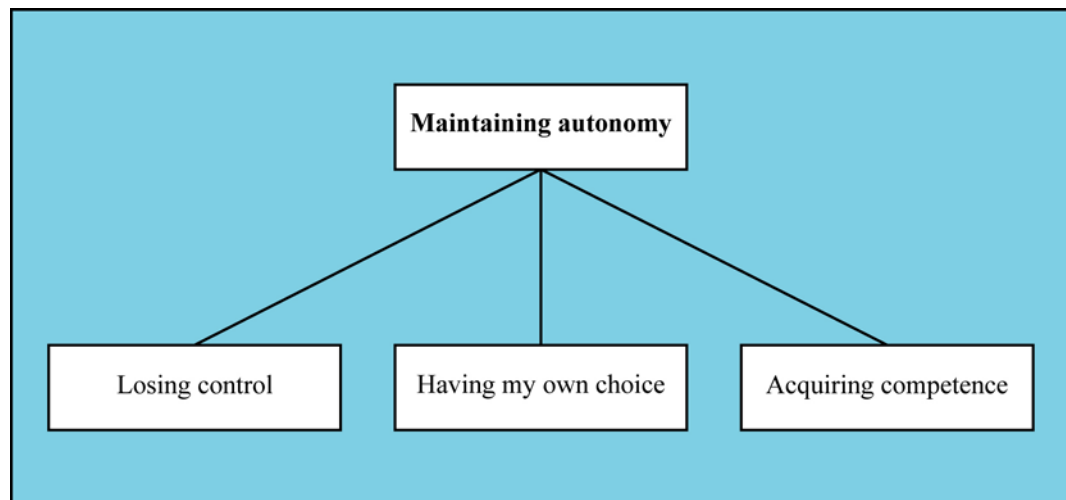 Maintaining autonomy
Losing control
Having my own choice
Acquiring competence